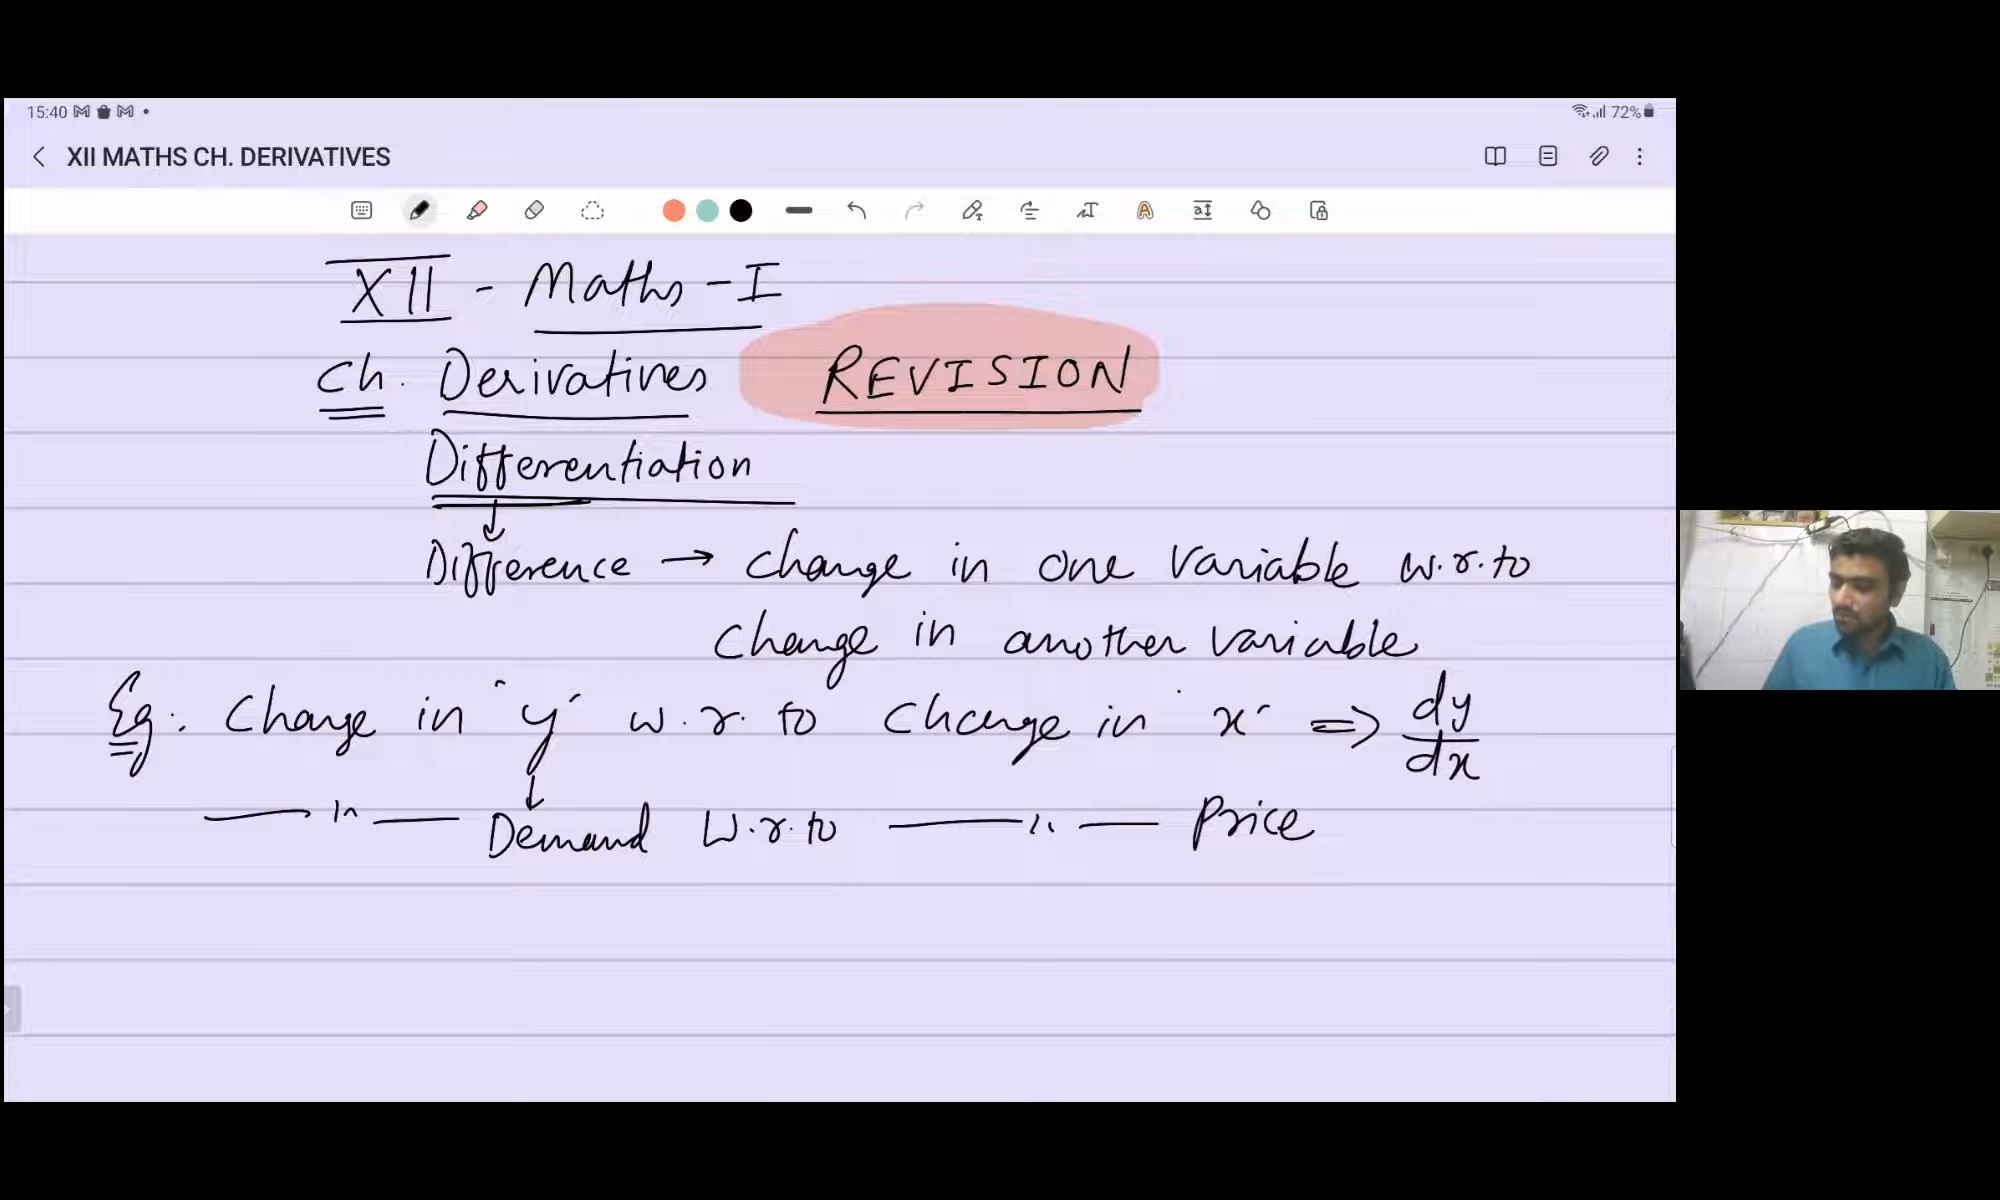 15:40
72%
XII MATHS CH. DERIVATIVES
XII - Maths - I
Ch. Derivatives REVISION
Differentiation
↓
Difference → Change in one variable w.r.to
change in another variable
Eg: Change in 'y' w.r. to change in 'x' ⇒ dy/dx
↓
—— 〃 —— Demand w.r.to —— 〃 —— Price